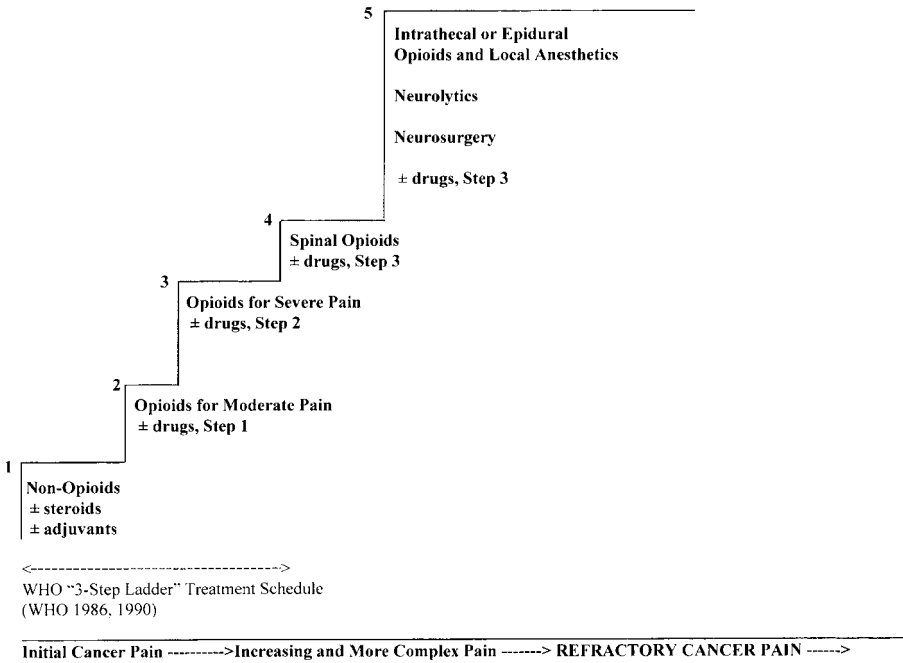 5
Intrathecal or Epidural
Opioids and Local Anesthetics
Neurolytics
Neurosurgery
± drugs, Step 3
4
Spinal Opioids
± drugs, Step 3
3
Opioids for Severe Pain
± drugs, Step 2
2
Opioids for Moderate Pain
± drugs, Step 1
1
Non-Opioids
± steroids
± adjuvants
<---------------------------------->
WHO “3-Step Ladder” Treatment Schedule
(WHO 1986, 1990)
Initial Cancer Pain --------->Increasing and More Complex Pain -------> REFRACTORY CANCER PAIN ------>